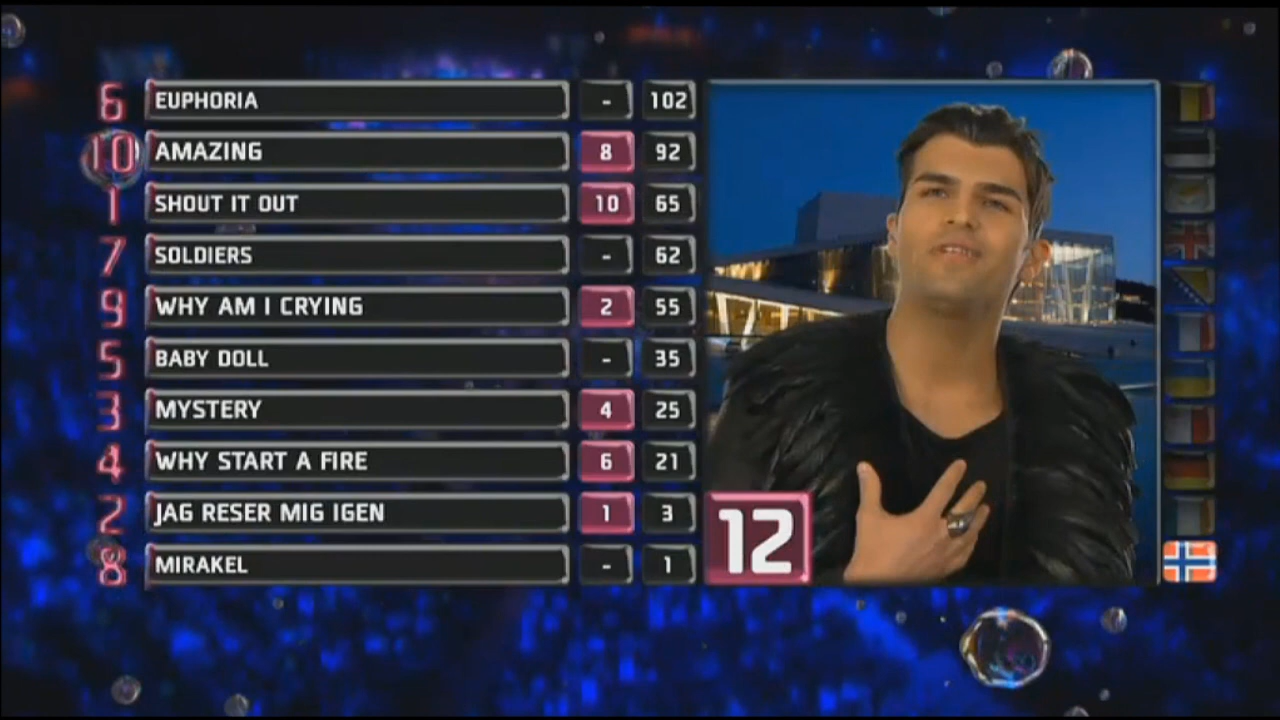 6 EUPHORIA - 102
10 AMAZING 8 92
1 SHOUT IT OUT 10 65
7 SOLDIERS - 62
9 WHY AM I CRYING 2 55
5 BABY DOLL - 35
3 MYSTERY 4 25
4 WHY START A FIRE 6 21
2 JAG RESER MIG IGEN 1 3
8 MIRAKEL - 1
12